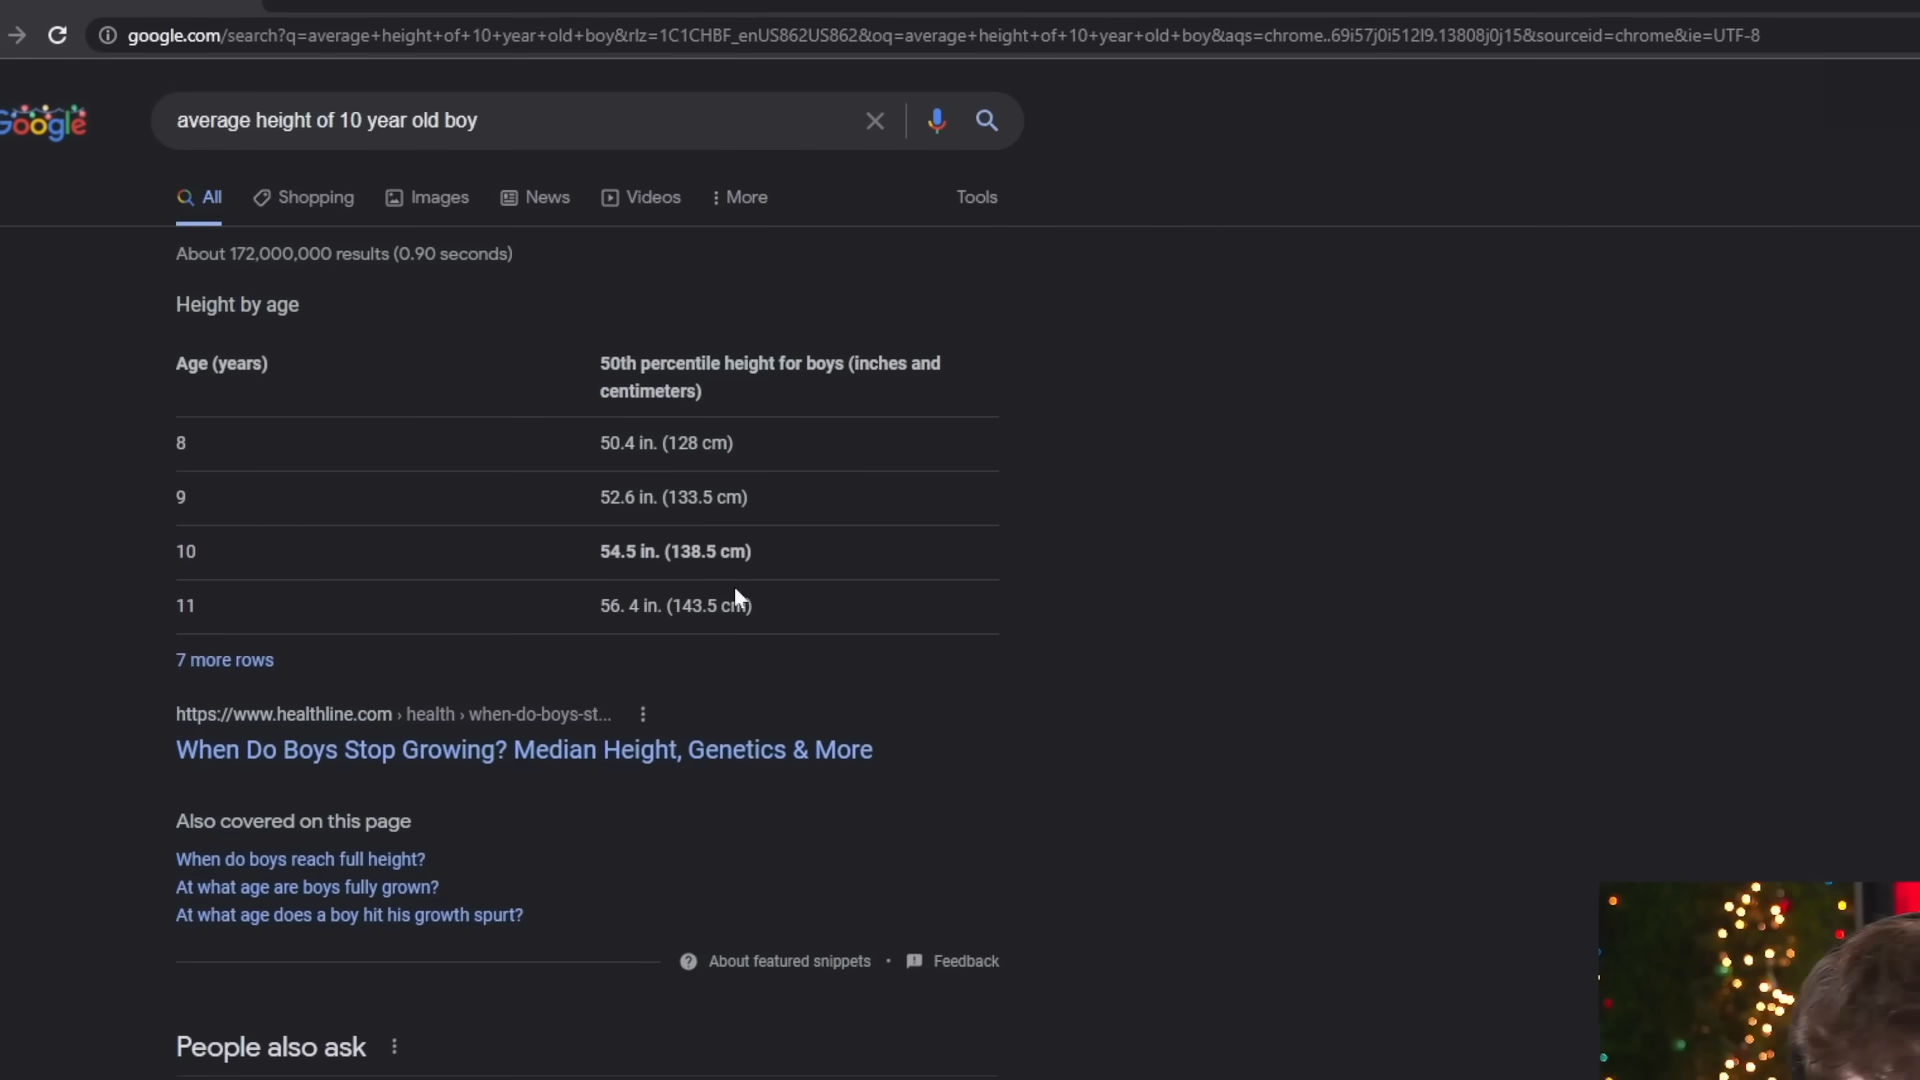 google.com/search?q=average+height+of+10+year+old+boy&rlz=1C1CHBF_enUS862US862&oq=average+height+of+10+year+old+boy&aqs=chrome..69i57j0i512l9.13808j0j15&sourceid=chrome&ie=UTF-8
Google
average height of 10 year old boy
All Shopping Images News Videos More Tools
About 172,000,000 results (0.90 seconds)
Height by age
Age (years) 50th percentile height for boys (inches and
centimeters)
8 50.4 in. (128 cm)
9 52.6 in. (133.5 cm)
10 54.5 in. (138.5 cm)
11 56. 4 in. (143.5 cm)
7 more rows
https://www.healthline.com › health › when-do-boys-st...
When Do Boys Stop Growing? Median Height, Genetics & More
Also covered on this page
When do boys reach full height?
At what age are boys fully grown?
At what age does a boy hit his growth spurt?
About featured snippets • Feedback
People also ask